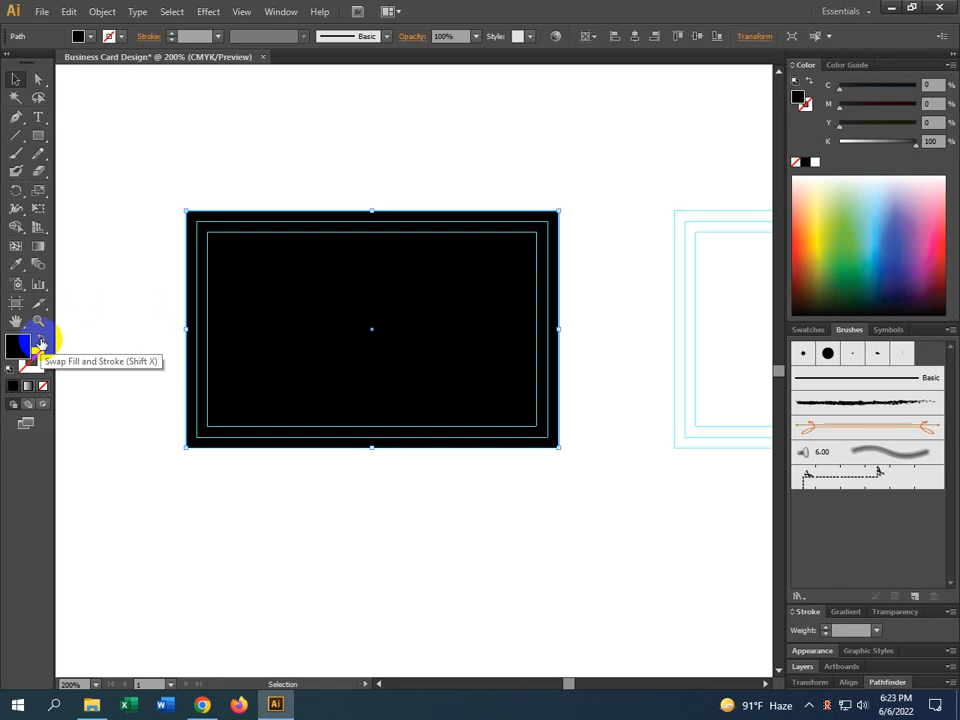 Ai File Edit Object Type Select Effect View Window Help Br Essentials
Path Stroke: Basic Opacity: 100% Style: Transform
Business Card Design* @ 200% (CMYK/Preview) ×
Color Color Guide
C 0 %
M 0 %
Y 0 %
K 100 %
Swap Fill and Stroke (Shift X)
Swatches Brushes Symbols
Basic
6.00
Stroke Gradient Transparency
Weight:
Appearance Graphic Styles
Layers Artboards
Transform Align Pathfinder
200% 1 Selection
91°F Haze
6:23 PM
6/6/2022